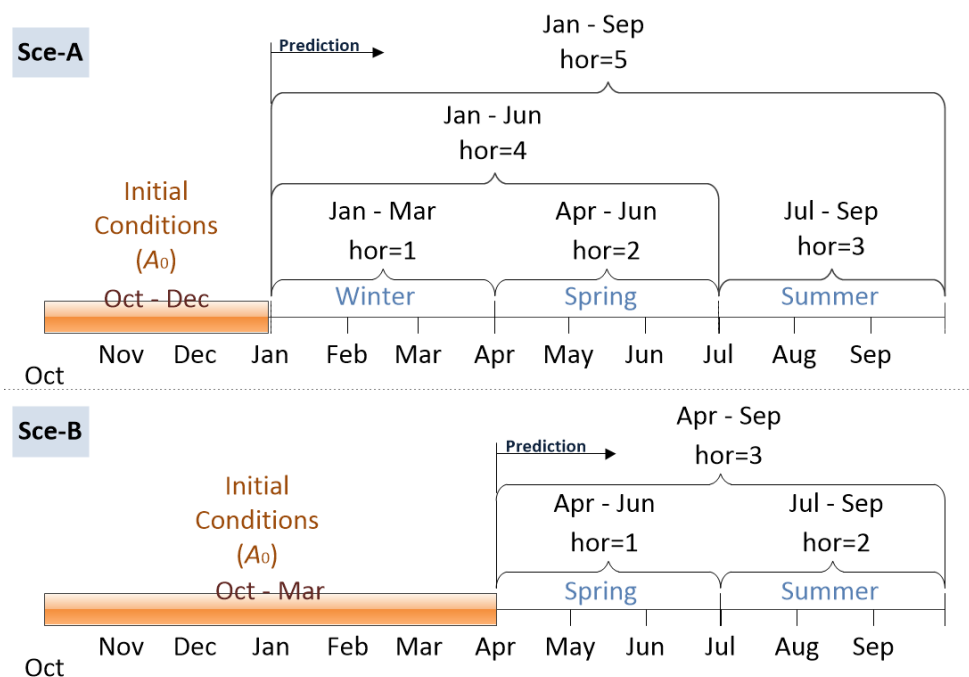 Sce-A
Prediction
Jan - Sep
hor=5
Jan - Jun
hor=4
Initial
Conditions
(A0)
Oct - Dec
Jan - Mar
hor=1
Winter
Apr - Jun
hor=2
Spring
Jul - Sep
hor=3
Summer
Oct Nov Dec Jan Feb Mar Apr May Jun Jul Aug Sep
Sce-B
Prediction
Apr - Sep
hor=3
Initial
Conditions
(A0)
Oct - Mar
Apr - Jun
hor=1
Spring
Jul - Sep
hor=2
Summer
Oct Nov Dec Jan Feb Mar Apr May Jun Jul Aug Sep